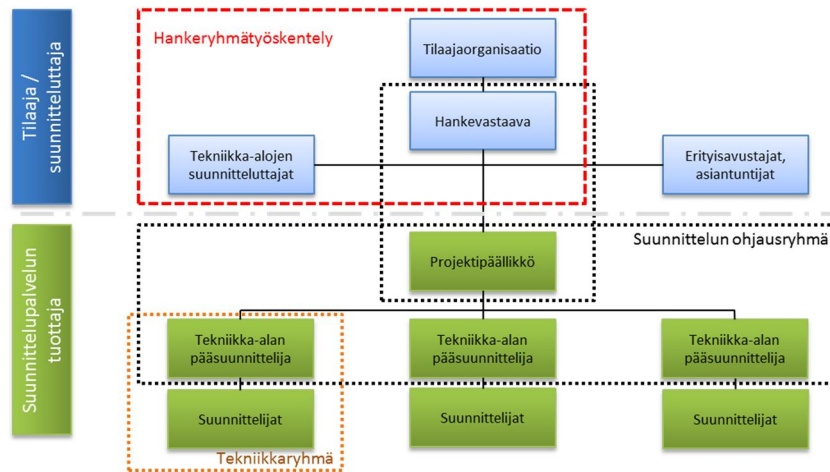 Tilaaja /
suunnitteluttaja
Hankeryhmätyöskentely
Tilaajaorganisaatio
Hankevastaava
Tekniikka-alojen
suunnitteluttajat
Erityisavustajat,
asiantuntijat
Suunnittelupalvelun
tuottaja
Suunnittelun ohjausryhmä
Projektipäällikkö
Tekniikka-alan
pääsuunnittelija
Tekniikka-alan
pääsuunnittelija
Tekniikka-alan
pääsuunnittelija
Suunnittelijat
Suunnittelijat
Suunnittelijat
Tekniikkaryhmä